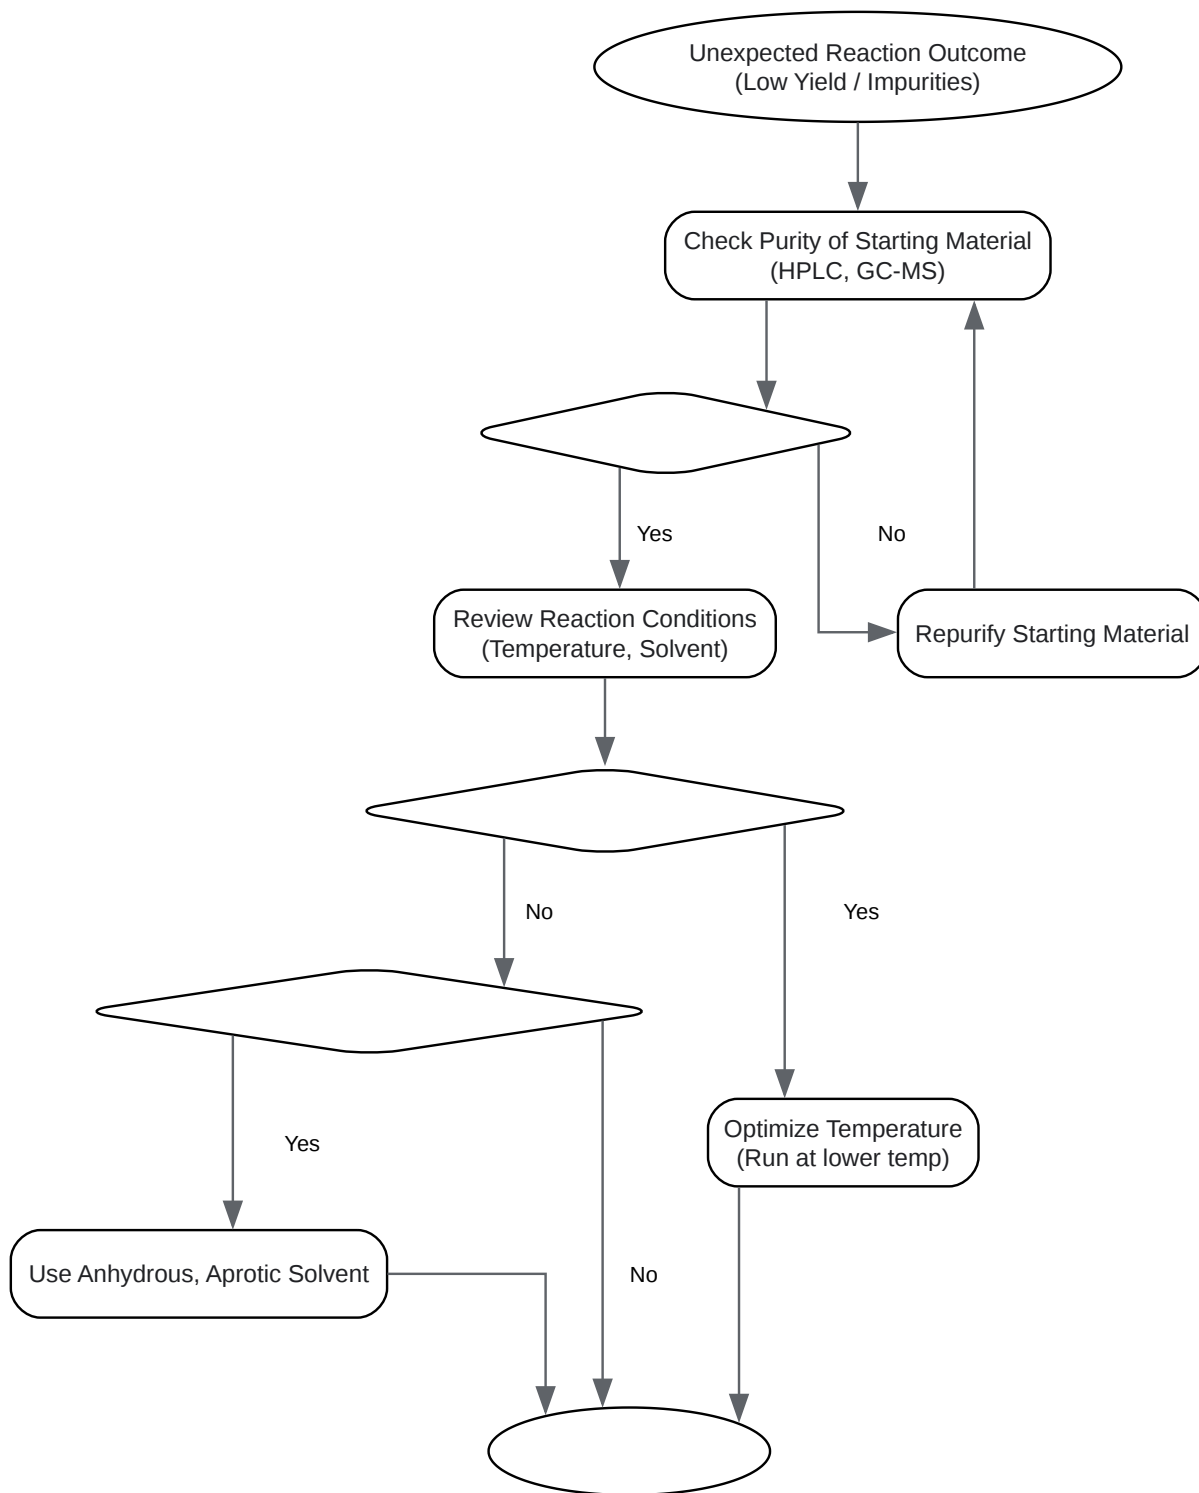 Unexpected Reaction Outcome
(Low Yield / Impurities)
Check Purity of Starting Material
(HPLC, GC-MS)
Yes
No
Review Reaction Conditions
(Temperature, Solvent)
Repurify Starting Material
No
Yes
Optimize Temperature
(Run at lower temp)
Yes
Use Anhydrous, Aprotic Solvent
No